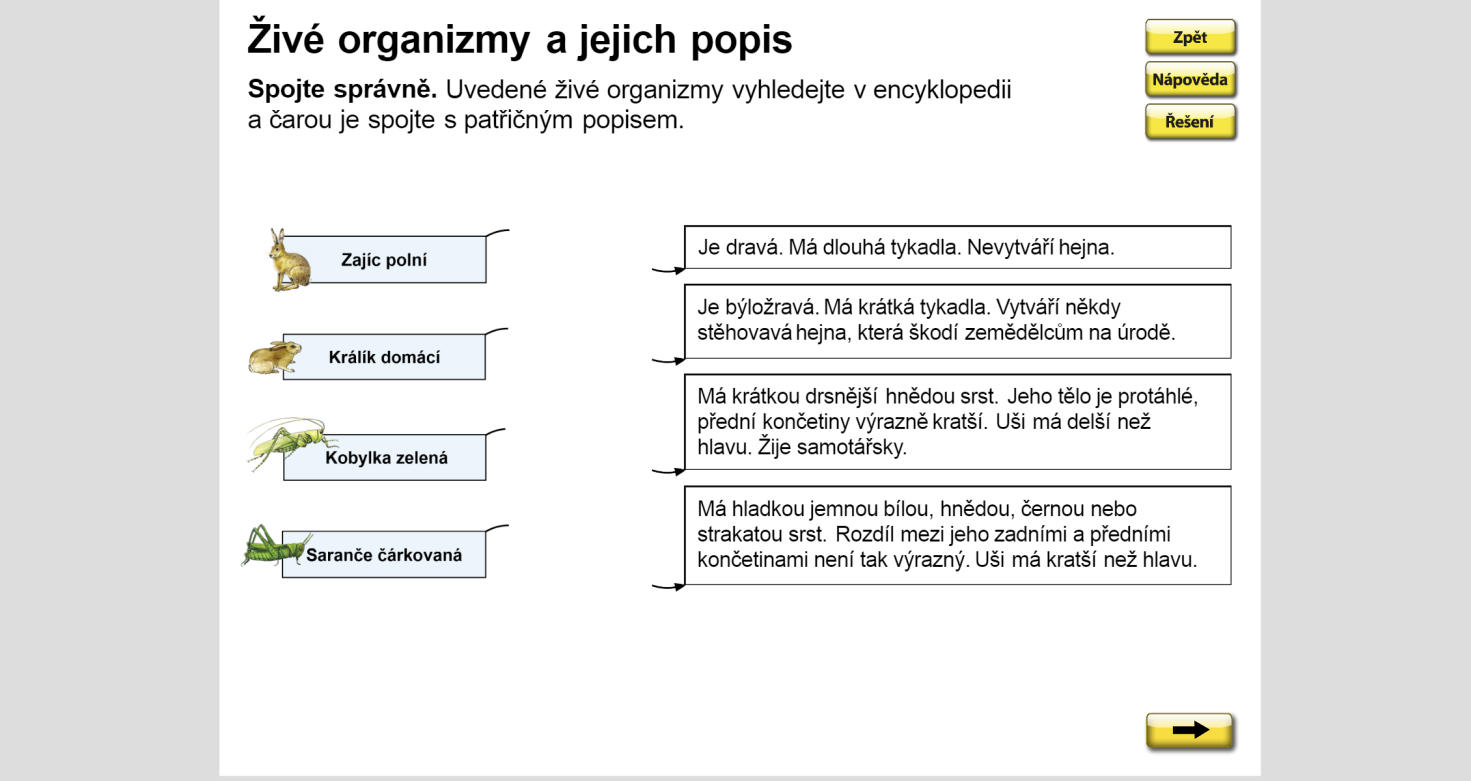 Živé organizmy a jejich popis
Zpět
Spojte správně. Uvedené živé organizmy vyhledejte v encyklopedii
a čarou je spojte s patřičným popisem.
Nápověda
Řešení
Zajíc polní
Králík domácí
Kobylka zelená
Saranče čárkovaná
Je dravá. Má dlouhá tykadla. Nevytváří hejna.
Je býložravá. Má krátká tykadla. Vytváří někdy
stěhovavá hejna, která škodí zemědělcům na úrodě.
Má krátkou drsnější hnědou srst. Jeho tělo je protáhlé,
přední končetiny výrazně kratší. Uši má delší než
hlavu. Žije samotářsky.
Má hladkou jemnou bílou, hnědou, černou nebo
strakatou srst. Rozdíl mezi jeho zadními a předními
končetinami není tak výrazný. Uši má kratší než hlavu.